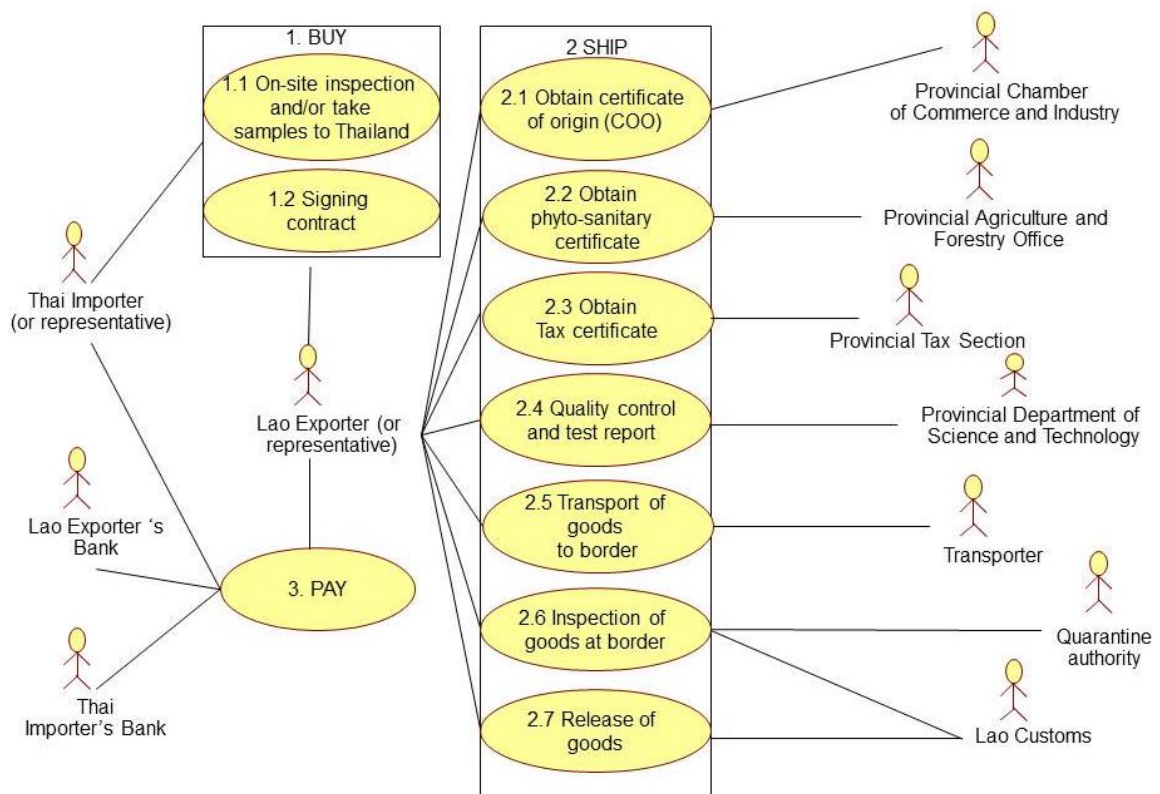 1. BUY
1.1 On-site inspection
and/or take
samples to Thailand
1.2 Signing
contract
2 SHIP
2.1 Obtain certificate
of origin (COO)
2.2 Obtain
phyto-sanitary
certificate
2.3 Obtain
Tax certificate
2.4 Quality control
and test report
2.5 Transport of
goods
to border
2.6 Inspection of
goods at border
2.7 Release of
goods
Thai Importer
(or representative)
Lao Exporter (or
representative)
Lao Exporter ‘s
Bank
3. PAY
Thai
Importer’s Bank
Provincial Chamber
of Commerce and Industry
Provincial Agriculture and
Forestry Office
Provincial Tax Section
Provincial Department of
Science and Technology
Transporter
Quarantine
authority
Lao Customs